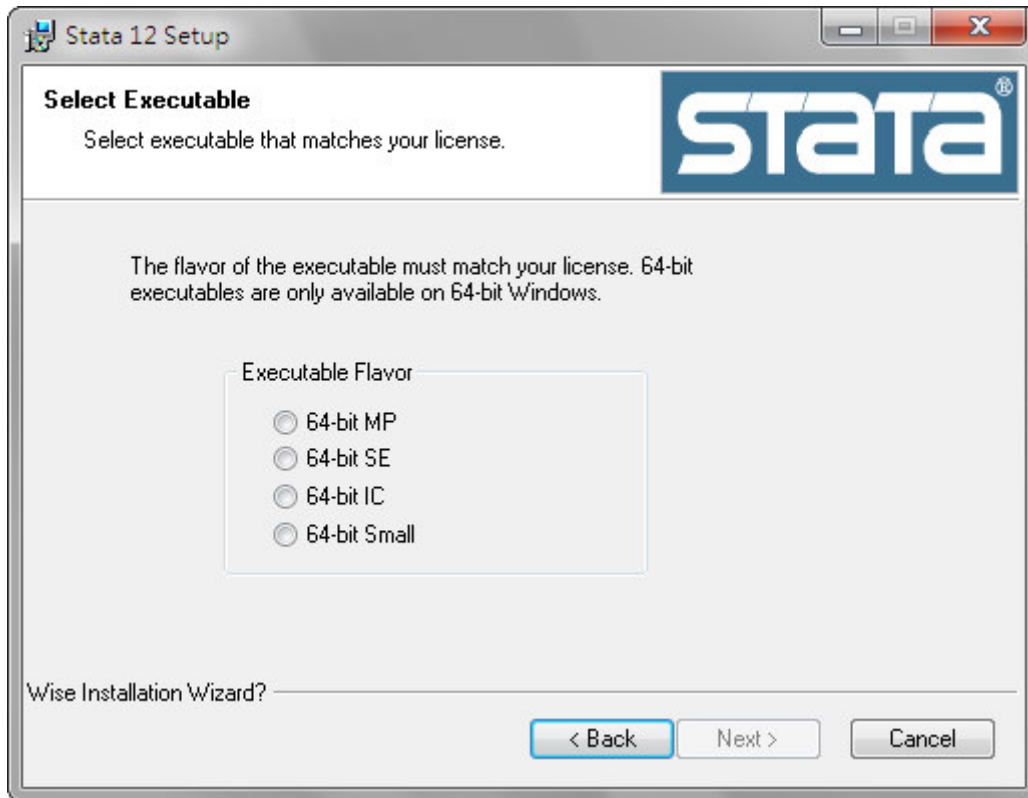 Stata 12 Setup
Select Executable
Select executable that matches your license.
STaTa®
The flavor of the executable must match your license. 64-bit
executables are only available on 64-bit Windows.
Executable Flavor
64-bit MP
64-bit SE
64-bit IC
64-bit Small
Wise Installation Wizard?
< Back
Next >
Cancel